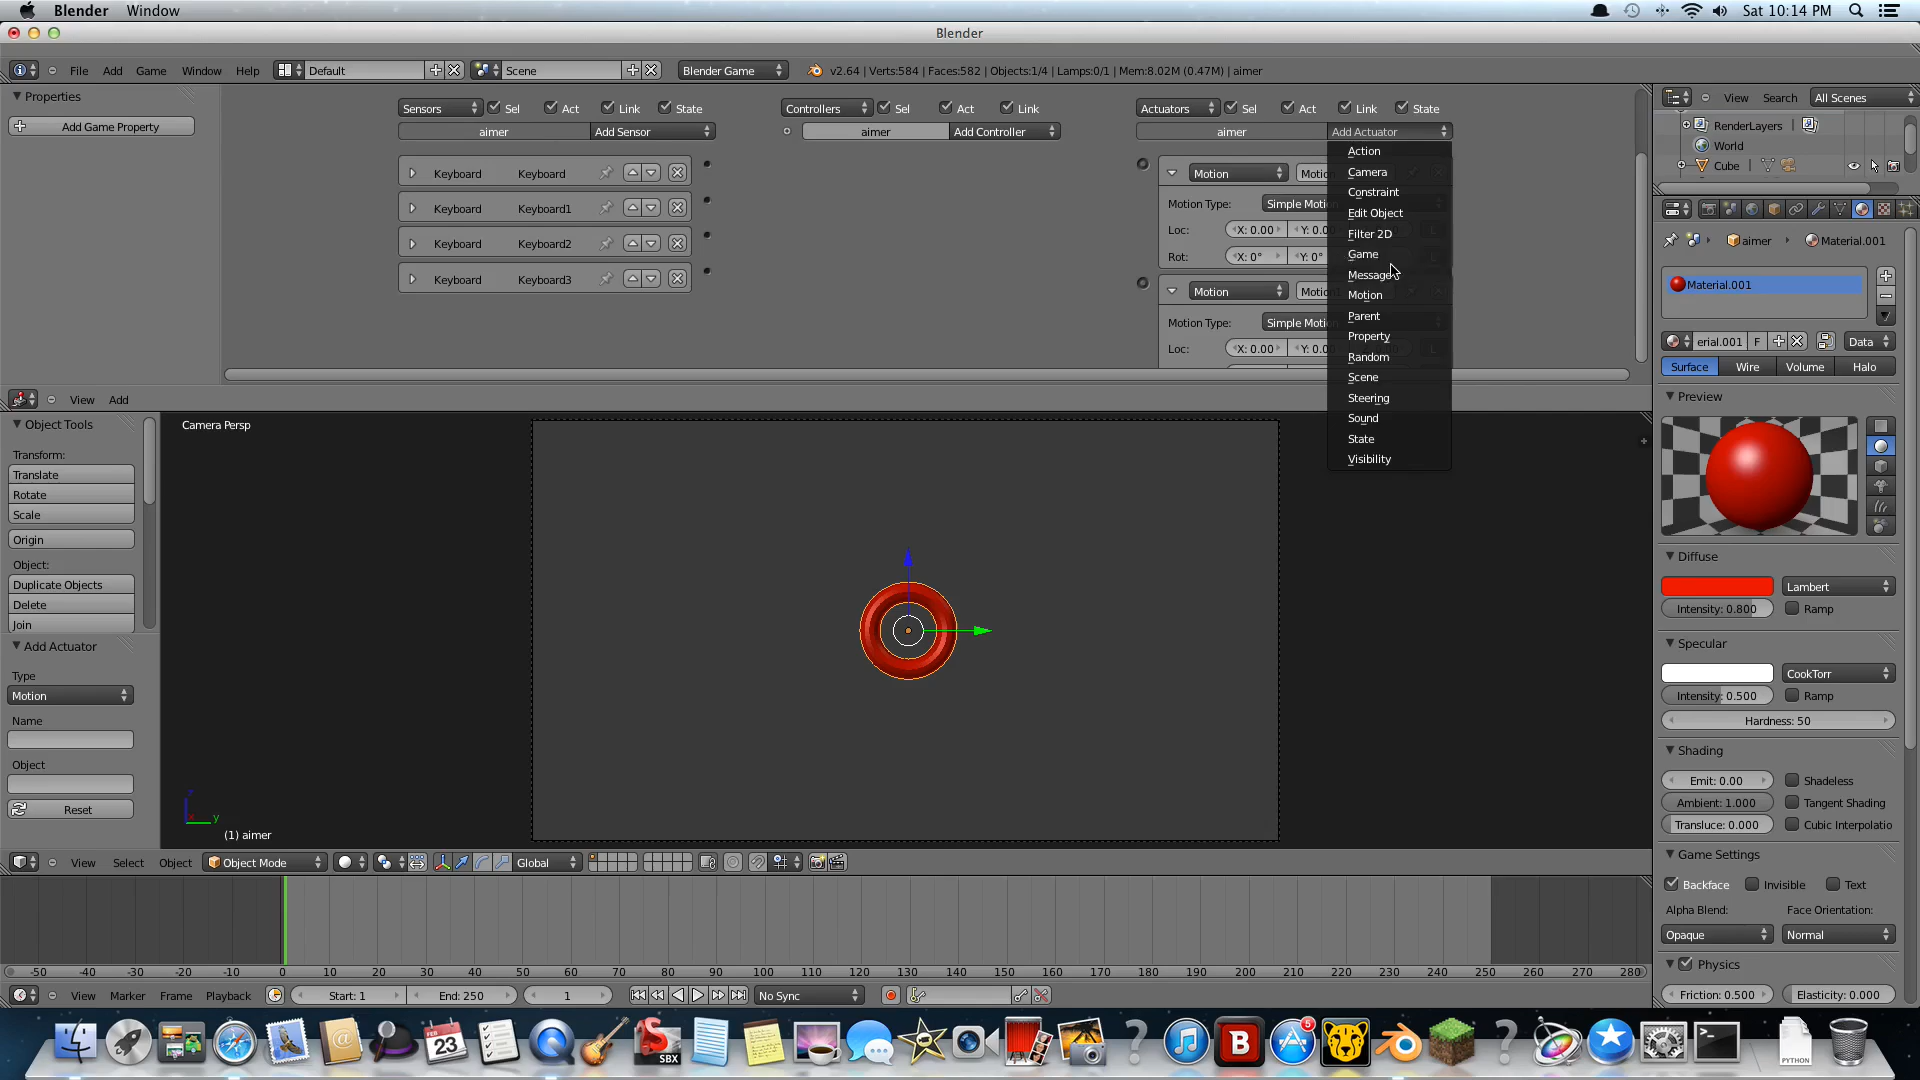 Blender Window Sat 10:14 PM
Blender
File Add Game Window Help Default Scene Blender Game v2.64 | Verts:584 | Faces:582 | Objects:1/4 | Lamps:0/1 | Mem:8.02M (0.47M) | aimer
Properties
Add Game Property
Sensors Sel Act Link State
aimer Add Sensor
Keyboard Keyboard
Keyboard Keyboard1
Keyboard Keyboard2
Keyboard Keyboard3
Controllers Sel Act Link
aimer Add Controller
Actuators Sel Act Link State
aimer Add Actuator
Motion Motion
Motion Type: Simple Motion
Loc: X: 0.00 Y: 0.00
Rot: X: 0° Y: 0°
Motion
Motion Type: Simple Motion
Loc: X: 0.00 Y: 0.00
Action
Camera
Constraint
Edit Object
Filter 2D
Game
Message
Motion
Parent
Property
Random
Scene
Steering
Sound
State
Visibility
View Add
Object Tools
Transform:
Translate
Rotate
Scale
Origin
Object:
Duplicate Objects
Delete
Join
Add Actuator
Type
Motion
Name
Object
Reset
Camera Persp
y
(1) aimer
View Select Object Object Mode Global
-50 -40 -30 -20 -10 0 10 20 30 40 50 60 70 80 90 100 110 120 130 140 150 160 170 180 190 200 210 220 230 240 250 260 270 280
View Marker Frame Playback Start: 1 End: 250 1 No Sync
View Search All Scenes
RenderLayers
World
Cube
aimer Material.001
Material.001
erial.001 F Data
Surface Wire Volume Halo
Preview
Diffuse
Lambert
Intensity: 0.800 Ramp
Specular
CookTorr
Intensity: 0.500 Ramp
Hardness: 50
Shading
Emit: 0.00 Shadeless
Ambient: 1.000 Tangent Shading
Transluce: 0.000 Cubic Interpolatio
Game Settings
Backface Invisible Text
Alpha Blend: Face Orientation:
Opaque Normal
Physics
Friction: 0.500 Elasticity: 0.000
FEB
23
S
SBX
?
B
5
?
PYTHON